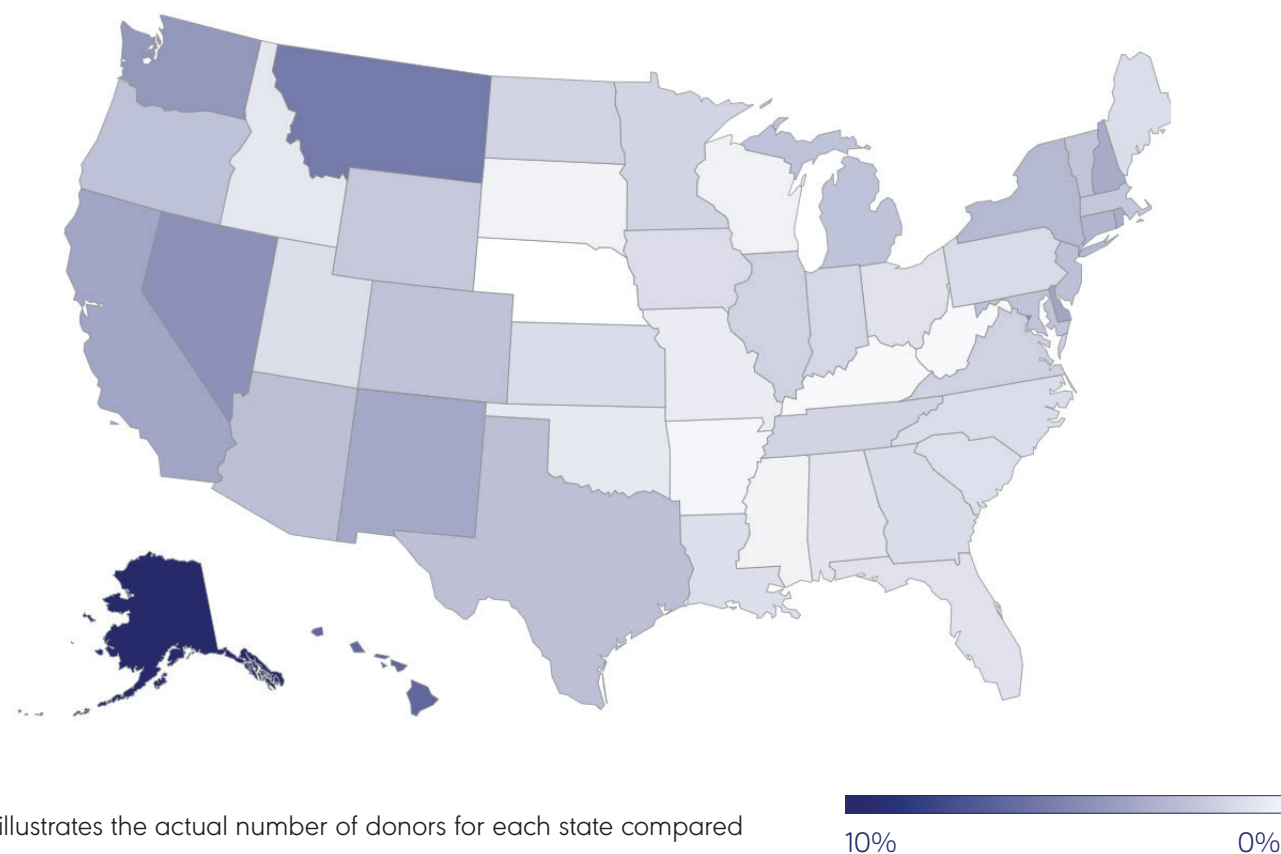 illustrates the actual number of donors for each state compared
10%
0%